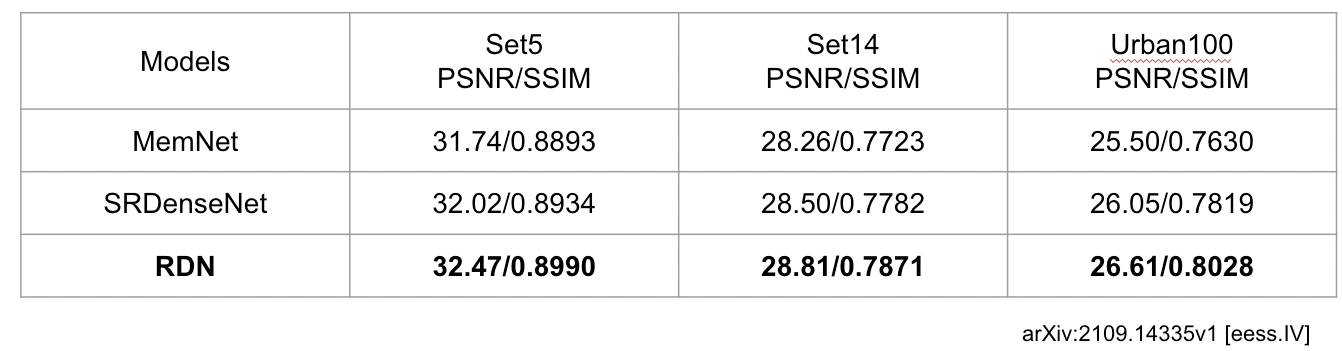 Models
Set5
PSNR/SSIM
Set14
PSNR/SSIM
Urban100
PSNR/SSIM
MemNet 31.74/0.8893 28.26/0.7723 25.50/0.7630
SRDenseNet 32.02/0.8934 28.50/0.7782 26.05/0.7819
RDN 32.47/0.8990 28.81/0.7871 26.61/0.8028
arXiv:2109.14335v1 [eess.IV]